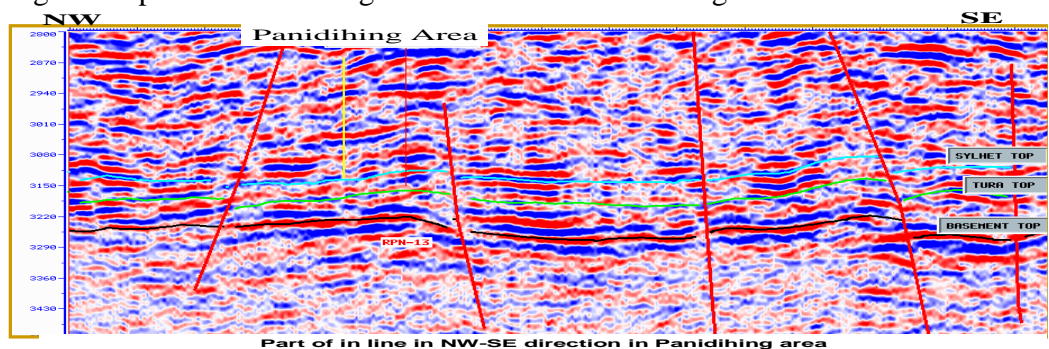 NW
SE
Panidihing Area
2800
2870
2940
3010
3080
3150
3220
3290
3360
3430
SYLHET TOP
TURA TOP
BASEMENT TOP
RPN-13
Part of in line in NW-SE direction in Panidihing area